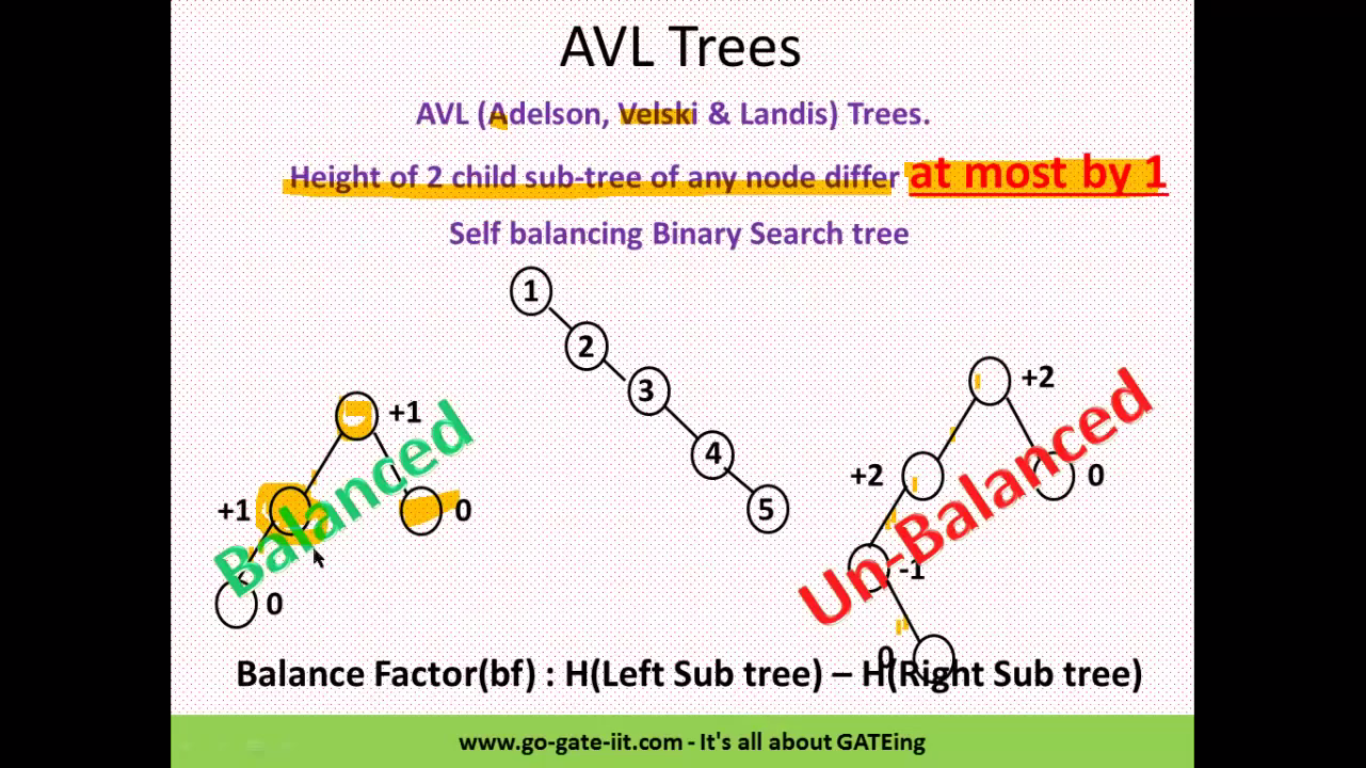 AVL Trees
AVL (Adelson, Velski & Landis) Trees.
Height of 2 child sub-tree of any node differ at most by 1
Self balancing Binary Search tree
1
2
3
4
5
+1
+1
0
0
Balanced
+2
+2
0
-1
0
Un-Balanced
Balance Factor(bf) : H(Left Sub tree) – H(Right Sub tree)
www.go-gate-iit.com - It's all about GATEing